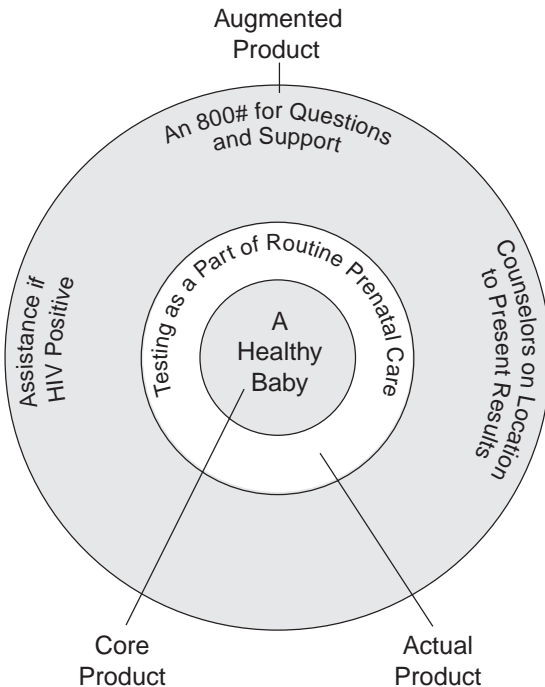 Augmented
Product
An 800# for Questions
and Support
Testing as a Part of Routine Prenatal Care
Assistance if
HIV Positive
A
Healthy
Baby
Counselors on Location
to Present Results
Core
Product
Actual
Product